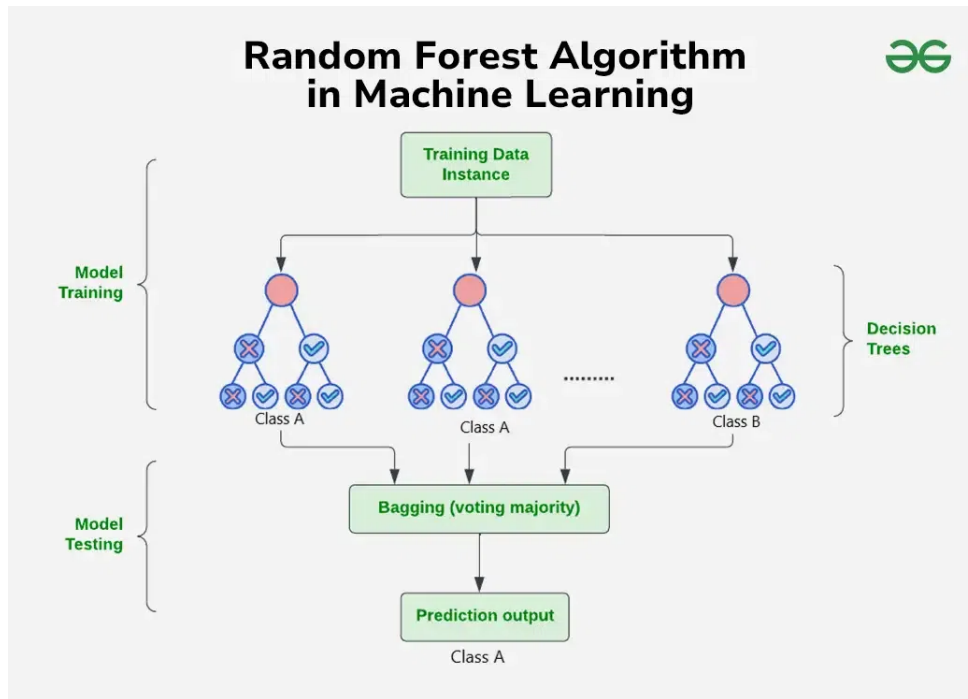 Random Forest Algorithm
in Machine Learning
Training Data
Instance
Model
Training
Decision
Trees
.........
Class A
Class A
Class B
Bagging (voting majority)
Model
Testing
Prediction output
Class A